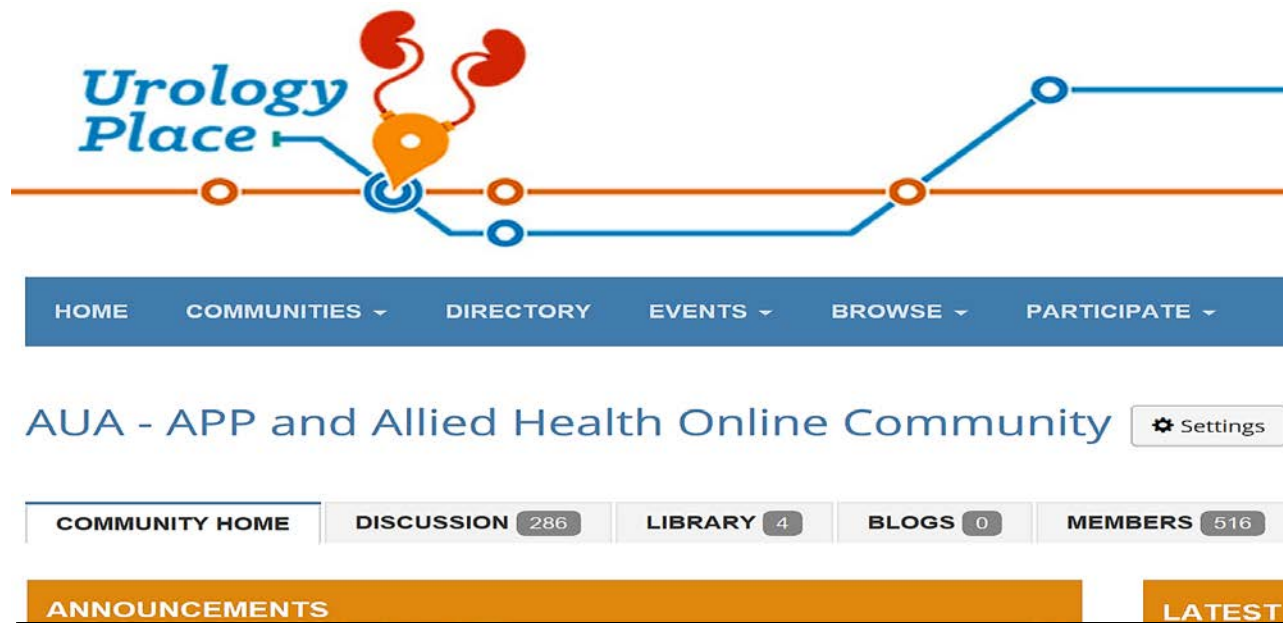 Urology
Place
HOME COMMUNITIES DIRECTORY EVENTS BROWSE PARTICIPATE
AUA - APP and Allied Health Online Community Settings
COMMUNITY HOME DISCUSSION 286 LIBRARY 4 BLOGS 0 MEMBERS 516
ANNOUNCEMENTS LATEST